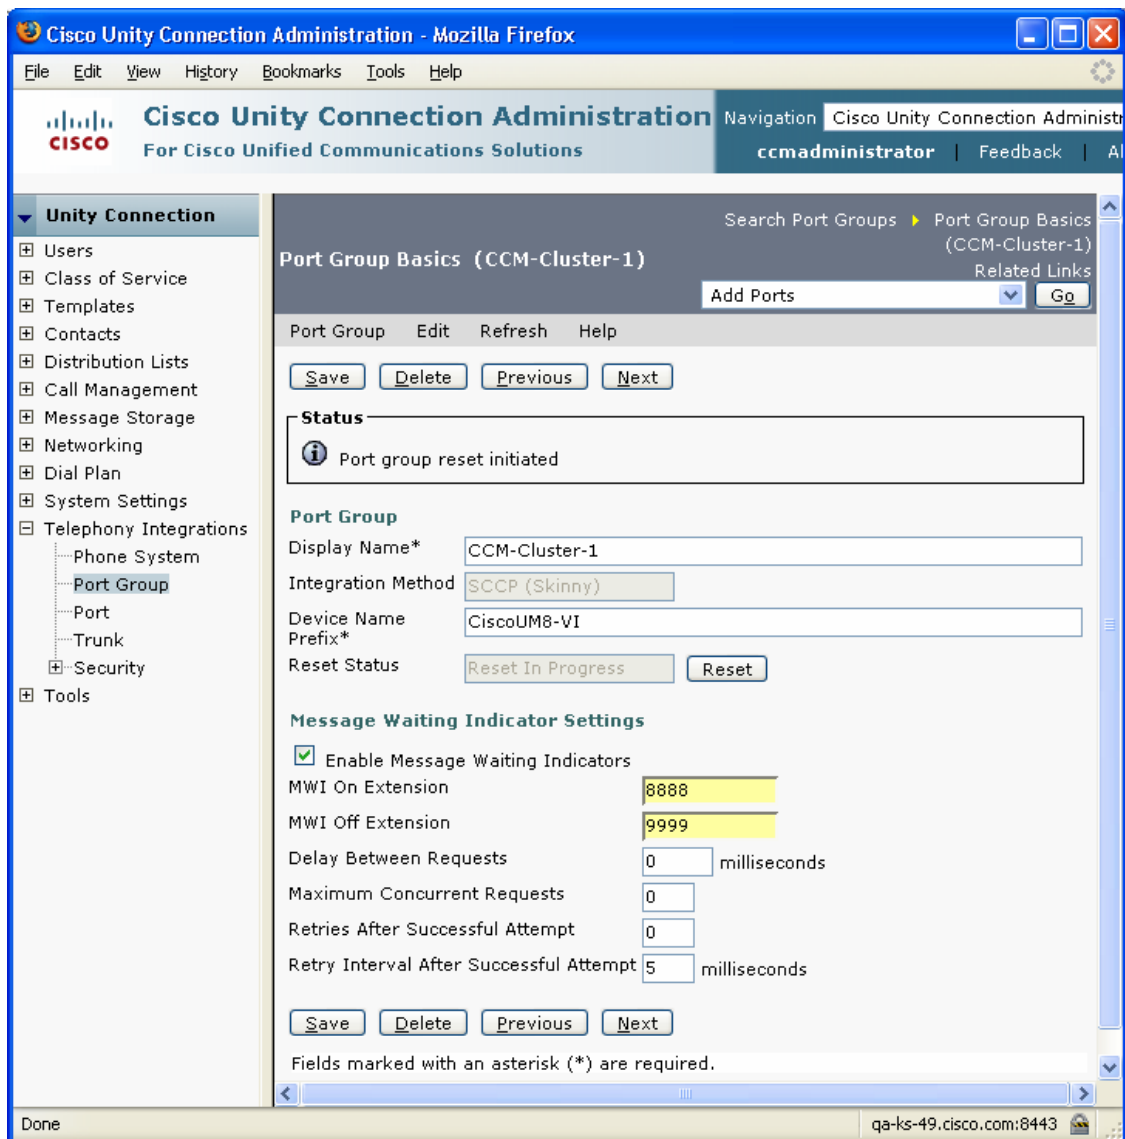 Cisco Unity Connection Administration - Mozilla Firefox
File Edit View History Bookmarks Tools Help
CISCO
Cisco Unity Connection Administration
For Cisco Unified Communications Solutions
Navigation Cisco Unity Connection Administr
ccmadministrator | Feedback | Al
Unity Connection
Users
Class of Service
Templates
Contacts
Distribution Lists
Call Management
Message Storage
Networking
Dial Plan
System Settings
Telephony Integrations
Phone System
Port Group
Port
Trunk
Security
Tools
Search Port Groups Port Group Basics
(CCM-Cluster-1)
Port Group Basics (CCM-Cluster-1)
Related Links
Add Ports Go
Port Group Edit Refresh Help
Save Delete Previous Next
Status
Port group reset initiated
Port Group
Display Name* CCM-Cluster-1
Integration Method SCCP (Skinny)
Device Name
Prefix* CiscoUM8-VI
Reset Status Reset In Progress Reset
Message Waiting Indicator Settings
Enable Message Waiting Indicators
MWI On Extension 8888
MWI Off Extension 9999
Delay Between Requests 0 milliseconds
Maximum Concurrent Requests 0
Retries After Successful Attempt 0
Retry Interval After Successful Attempt 5 milliseconds
Save Delete Previous Next
Fields marked with an asterisk (*) are required.
Done qa-ks-49.cisco.com:8443